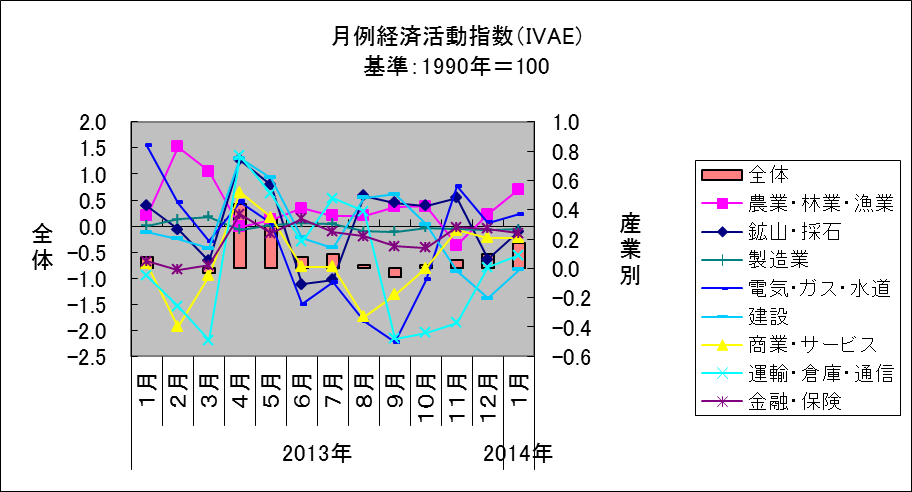 月例経済活動指数（IVAE）
基準：1990年＝100
全体
2.0
1.5
1.0
0.5
0.0
-0.5
-1.0
-1.5
-2.0
-2.5
1.0
0.8
0.6
0.4
0.2
0.0
-0.2
-0.4
-0.6
産業別
1月 2月 3月 4月 5月 6月 7月 8月 9月 10月 11月 12月 1月
2013年 2014年
全体
農業・林業・漁業
鉱山・採石
製造業
電気・ガス・水道
建設
商業・サービス
運輸・倉庫・通信
金融・保険